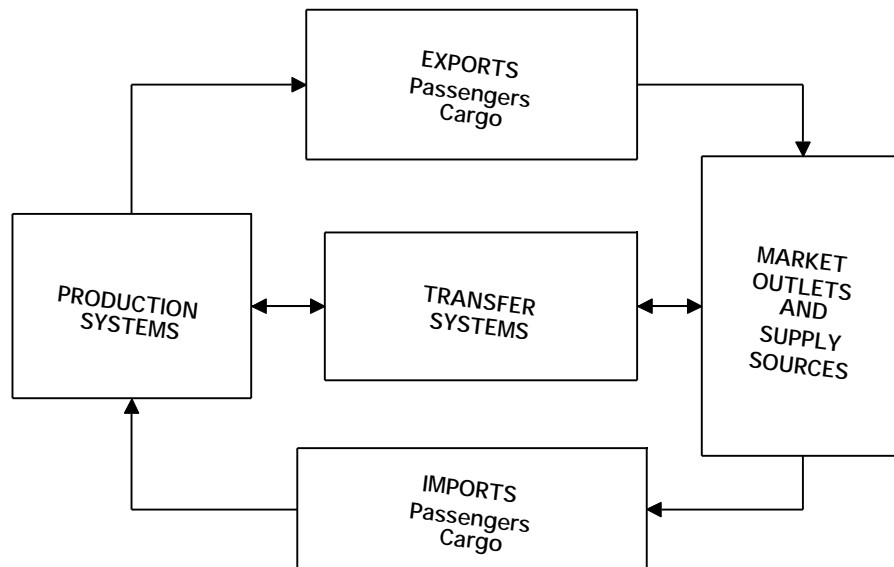 EXPORTS
Passengers
Cargo
PRODUCTION
SYSTEMS
TRANSFER
SYSTEMS
MARKET
OUTLETS
AND
SUPPLY
SOURCES
IMPORTS
Passengers
Cargo